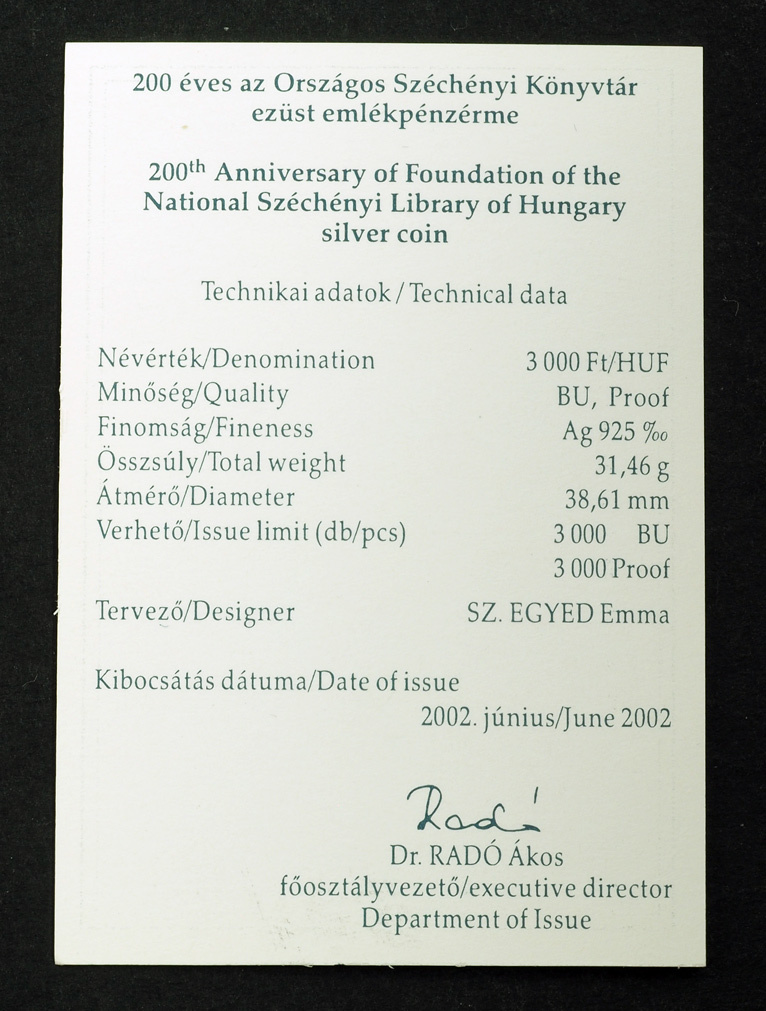 200 éves az Országos Széchényi Könyvtár
ezüst emlékpénzérme
200th Anniversary of Foundation of the
National Széchényi Library of Hungary
silver coin
Technikai adatok / Technical data
Névérték/Denomination 3 000 Ft/HUF
Minőség/Quality BU, Proof
Finomság/Fineness Ag 925 ‰
Összsúly/Total weight 31,46 g
Átmérő/Diameter 38,61 mm
Verhető/Issue limit (db/pcs) 3 000 BU
3 000 Proof
Tervező/Designer SZ. EGYED Emma
Kibocsátás dátuma/Date of issue
2002. június/June 2002
Radó
Dr. RADÓ Ákos
főosztályvezető/executive director
Department of Issue